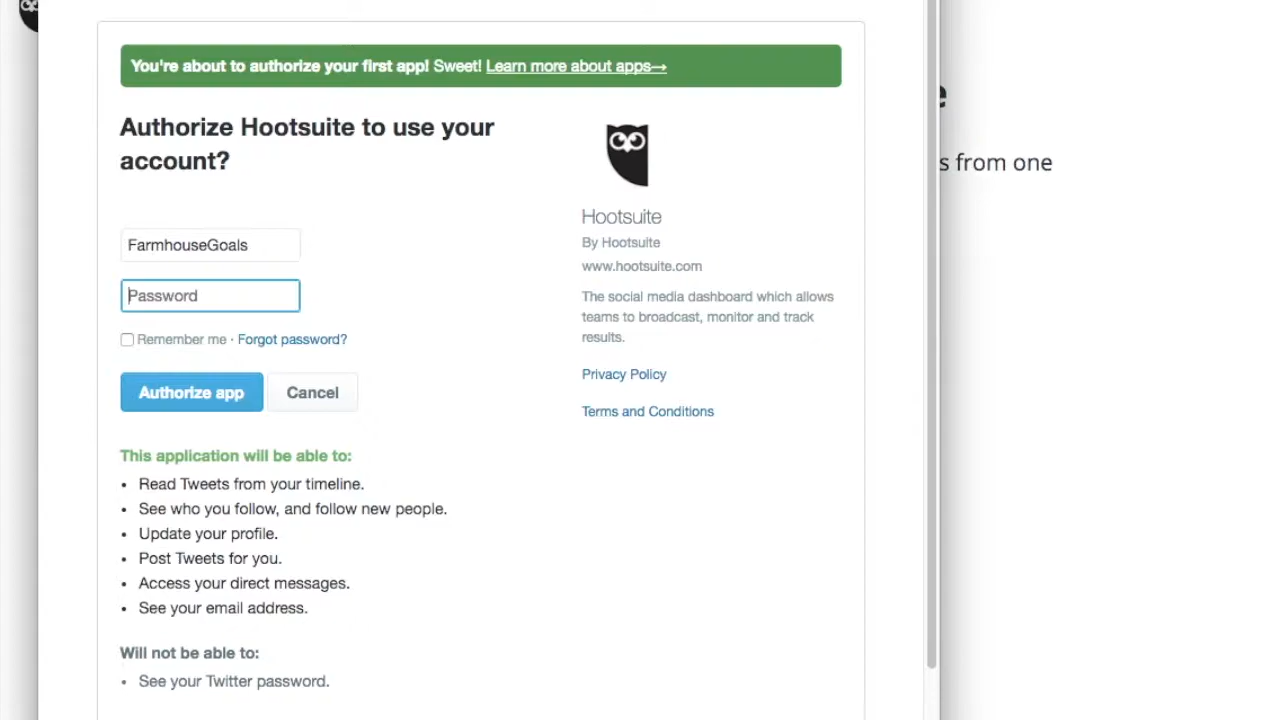 You're about to authorize your first app! Sweet! Learn more about apps→
Authorize Hootsuite to use your
account?
FarmhouseGoals
Password
Remember me · Forgot password?
Authorize app
Cancel
This application will be able to:
• Read Tweets from your timeline.
• See who you follow, and follow new people.
• Update your profile.
• Post Tweets for you.
• Access your direct messages.
• See your email address.
Will not be able to:
• See your Twitter password.
Hootsuite
By Hootsuite
www.hootsuite.com
The social media dashboard which allows
teams to broadcast, monitor and track
results.
Privacy Policy
Terms and Conditions
e
s from one